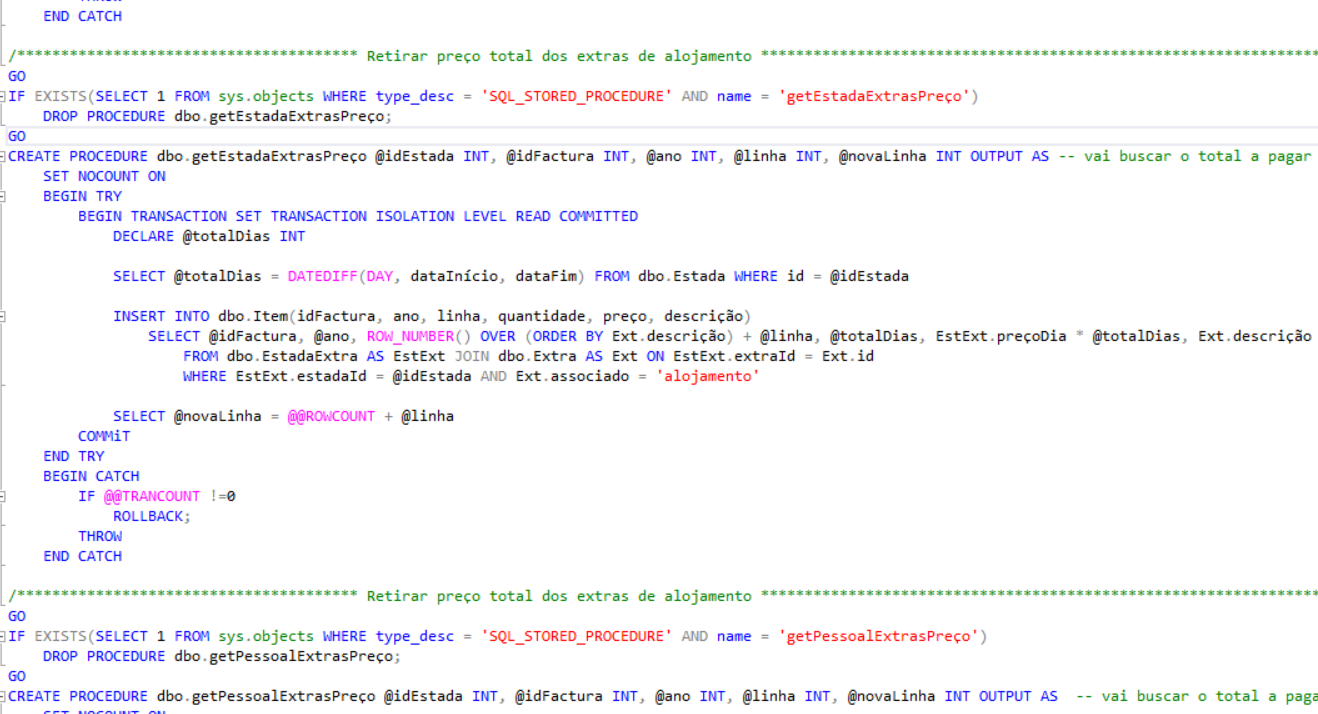 END CATCH

/*************************************** Retirar preço total dos extras de alojamento ****************************************************************
GO
IF EXISTS(SELECT 1 FROM sys.objects WHERE type_desc = 'SQL_STORED_PROCEDURE' AND name = 'getEstadaExtrasPreço')
    DROP PROCEDURE dbo.getEstadaExtrasPreço;
GO
CREATE PROCEDURE dbo.getEstadaExtrasPreço @idEstada INT, @idFactura INT, @ano INT, @linha INT, @novaLinha INT OUTPUT AS -- vai buscar o total a pagar
    SET NOCOUNT ON
    BEGIN TRY
        BEGIN TRANSACTION SET TRANSACTION ISOLATION LEVEL READ COMMITTED
            DECLARE @totalDias INT

            SELECT @totalDias = DATEDIFF(DAY, dataInício, dataFim) FROM dbo.Estada WHERE id = @idEstada

            INSERT INTO dbo.Item(idFactura, ano, linha, quantidade, preço, descrição)
                SELECT @idFactura, @ano, ROW_NUMBER() OVER (ORDER BY Ext.descrição) + @linha, @totalDias, EstExt.preçoDia * @totalDias, Ext.descrição
                    FROM dbo.EstadaExtra AS EstExt JOIN dbo.Extra AS Ext ON EstExt.extraId = Ext.id
                    WHERE EstExt.estadaId = @idEstada AND Ext.associado = 'alojamento'

            SELECT @novaLinha = @@ROWCOUNT + @linha
        COMMiT
    END TRY
    BEGIN CATCH
        IF @@TRANCOUNT !=0
            ROLLBACK;
        THROW
    END CATCH

/*************************************** Retirar preço total dos extras de alojamento ****************************************************************
GO
IF EXISTS(SELECT 1 FROM sys.objects WHERE type_desc = 'SQL_STORED_PROCEDURE' AND name = 'getPessoalExtrasPreço')
    DROP PROCEDURE dbo.getPessoalExtrasPreço;
GO
CREATE PROCEDURE dbo.getPessoalExtrasPreço @idEstada INT, @idFactura INT, @ano INT, @linha INT, @novaLinha INT OUTPUT AS  -- vai buscar o total a paga
    SET NOCOUNT ON